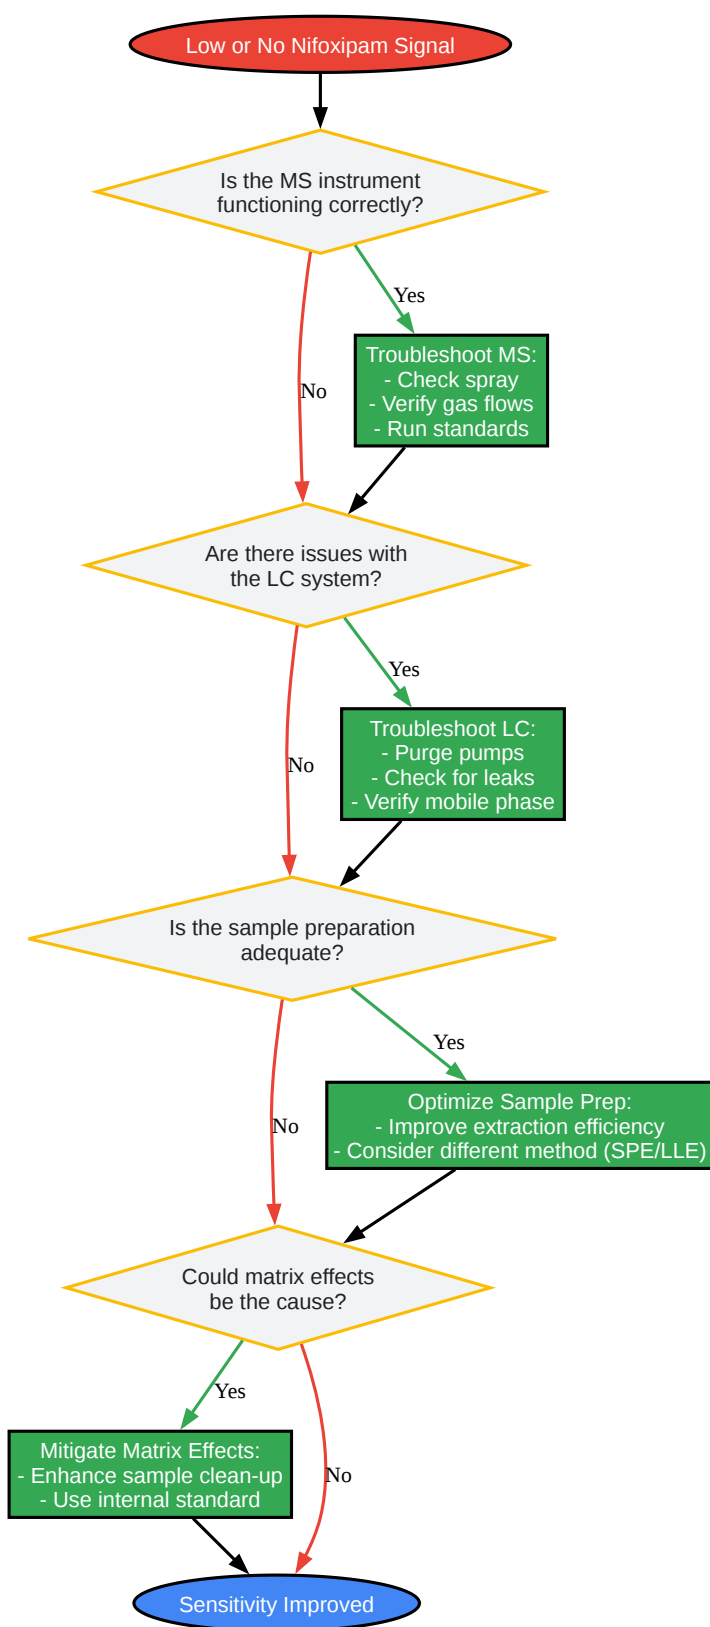 Low or No Nifoxipam Signal
Is the MS instrument
functioning correctly?
Yes
Troubleshoot MS:
- Check spray
- Verify gas flows
- Run standards
No
Are there issues with
the LC system?
Yes
Troubleshoot LC:
- Purge pumps
- Check for leaks
- Verify mobile phase
No
Is the sample preparation
adequate?
Yes
Optimize Sample Prep:
- Improve extraction efficiency
- Consider different method (SPE/LLE)
No
Could matrix effects
be the cause?
Yes
Mitigate Matrix Effects:
- Enhance sample clean-up
- Use internal standard
No
Sensitivity Improved